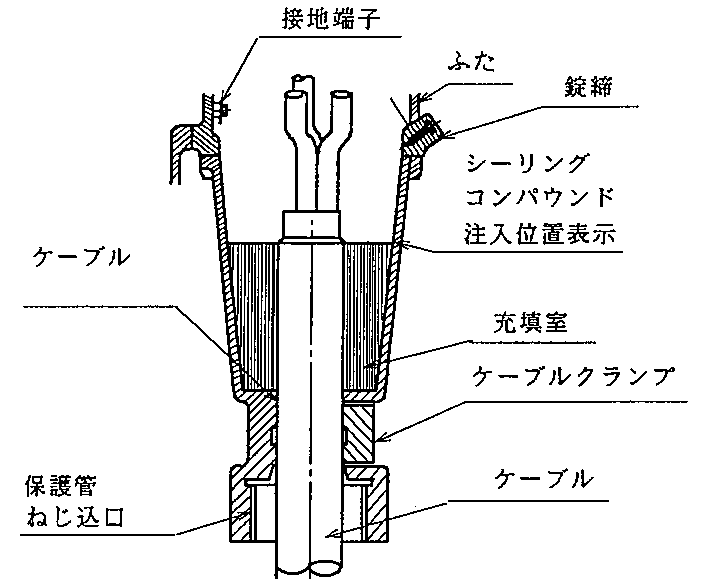 接地端子
ふた
錠締
シーリング
コンパウンド
注入位置表示
ケーブル
充填室
ケーブルクランプ
保護管
ねじ込口
ケーブル